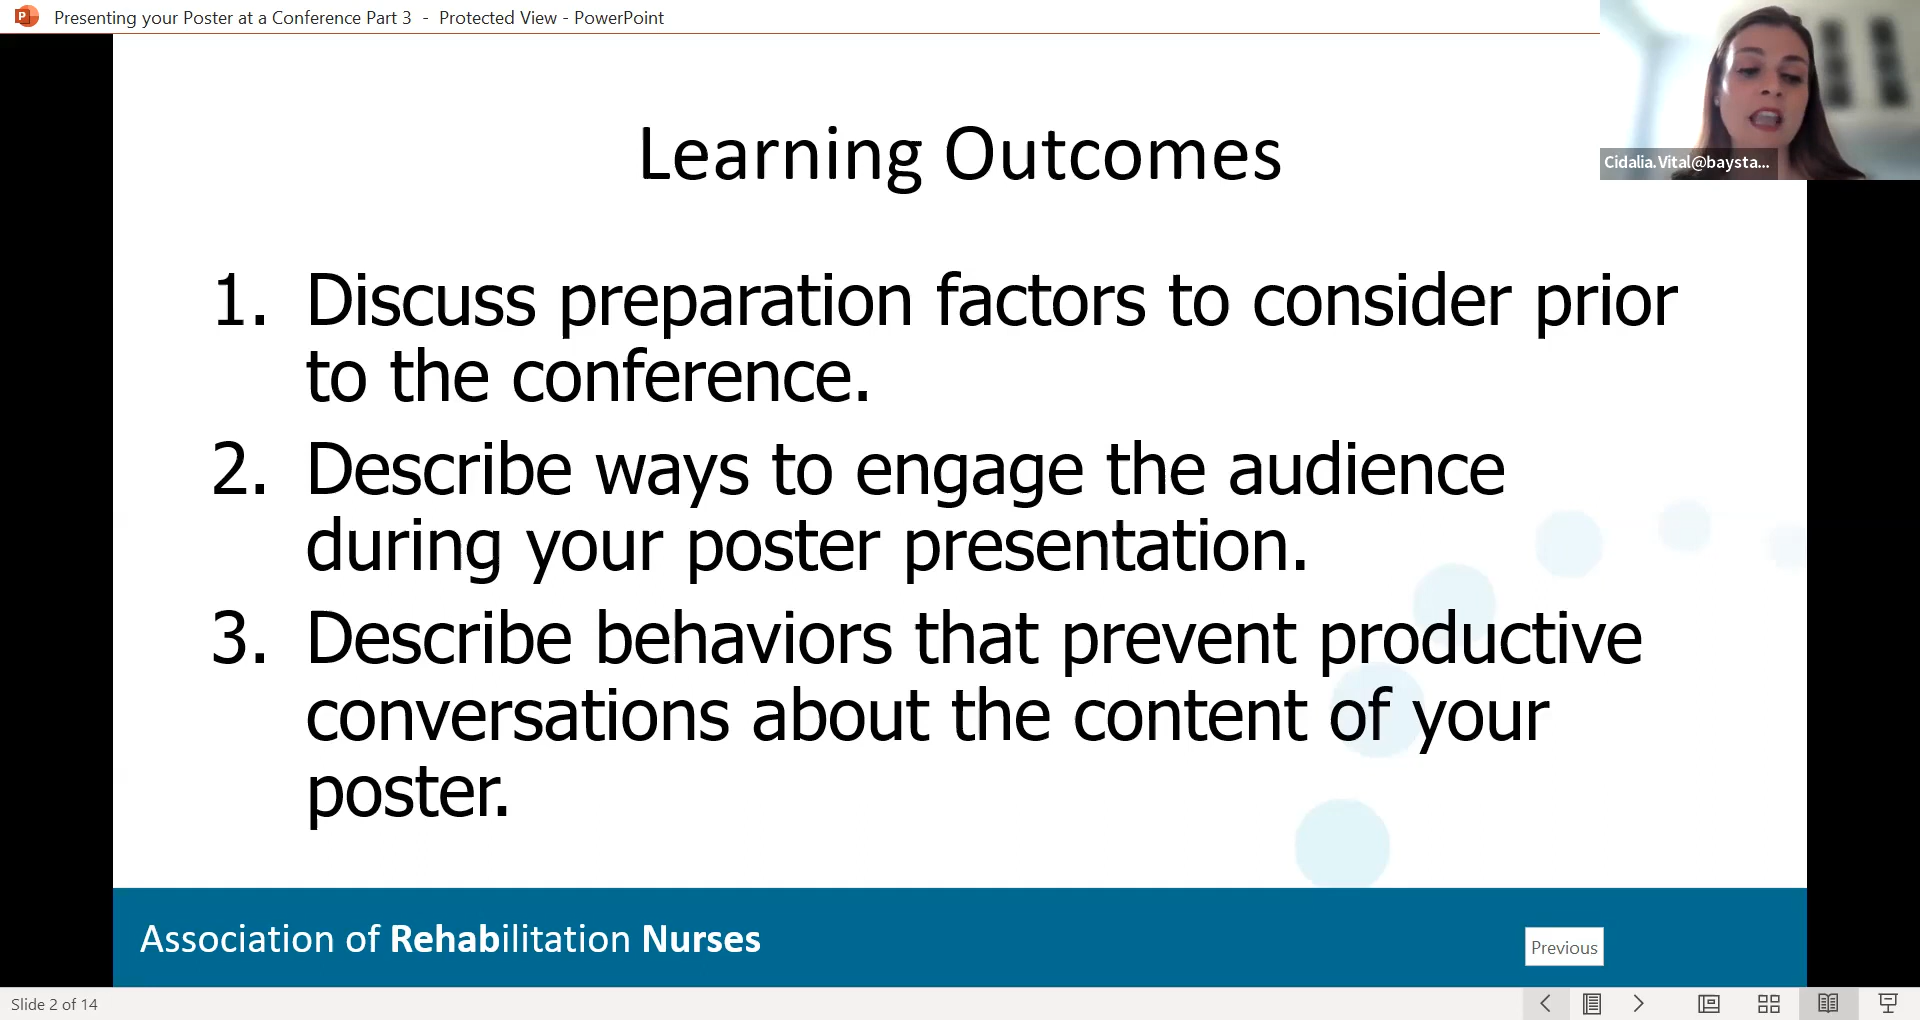 Presenting your Poster at a Conference Part 3 - Protected View - PowerPoint
Cidalia.Vital@baysta...
Learning Outcomes
1. Discuss preparation factors to consider prior
to the conference.
2. Describe ways to engage the audience
during your poster presentation.
3. Describe behaviors that prevent productive
conversations about the content of your
poster.
Association of Rehabilitation Nurses
Previous
Slide 2 of 14